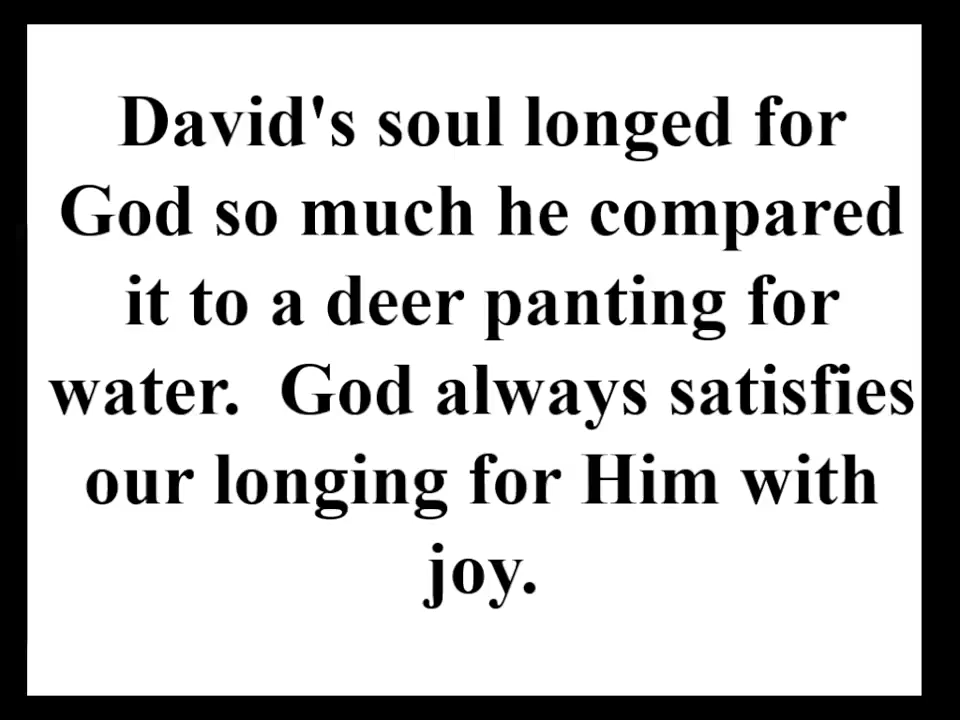 David's soul longed for
God so much he compared
it to a deer panting for
water.  God always satisfies
our longing for Him with
joy.